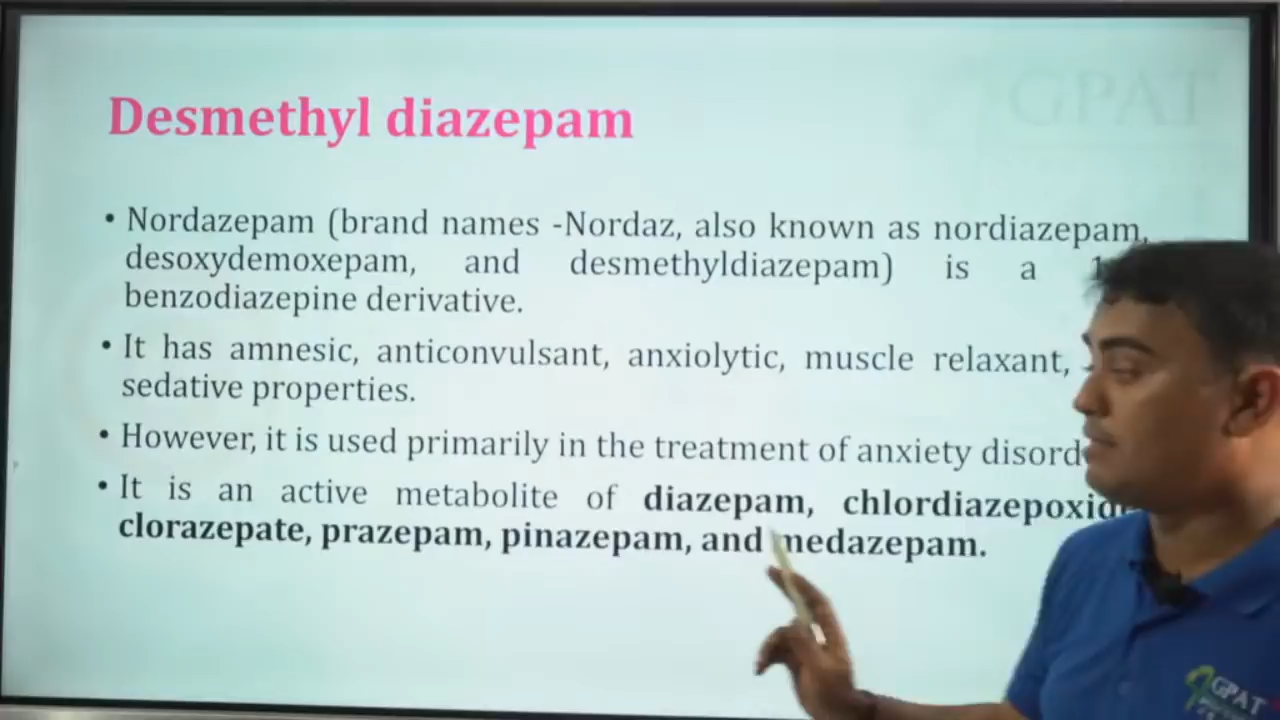 GPAT
Desmethyl diazepam
• Nordazepam (brand names -Nordaz, also known as nordiazepam,
desoxydemoxepam, and desmethyldiazepam) is a
benzodiazepine derivative.
• It has amnesic, anticonvulsant, anxiolytic, muscle relaxant,
sedative properties.
• However, it is used primarily in the treatment of anxiety
• It is an active metabolite of diazepam,
clorazepate, prazepam, pinazepam, and medazepam.
GPAT